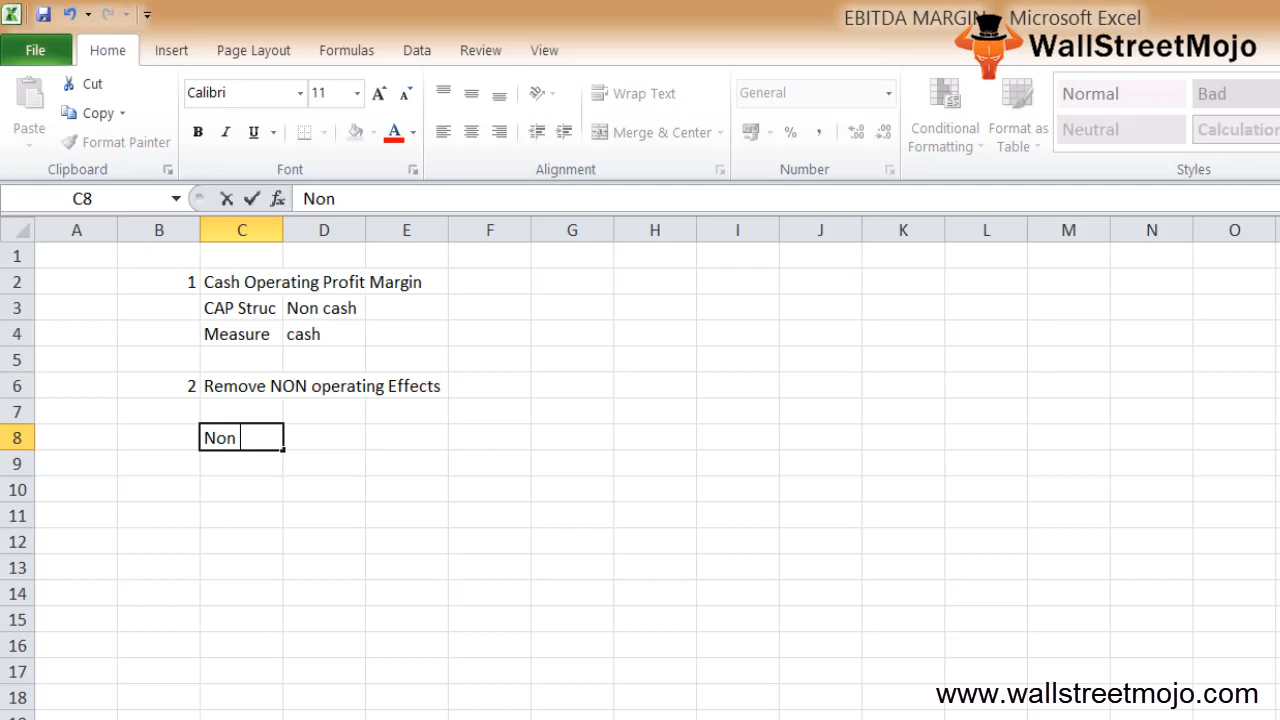 EBITDA MARGIN - Microsoft Excel
WallStreetMojo
File Home Insert Page Layout Formulas Data Review View
Cut
Copy
Format Painter
Paste
Clipboard
Calibri 11
B I U A
Font
Wrap Text
Merge & Center
Alignment
General
%
Number
Conditional Formatting
Format as Table
Normal Bad
Neutral Calculation
Styles
C8 fx Non
A B C D E F G H I J K L M N O
1
2 1 Cash Operating Profit Margin
3 CAP Struc Non cash
4 Measure cash
5
6 2 Remove NON operating Effects
7
8 Non
9
10
11
12
13
14
15
16
17
18
www.wallstreetmojo.com